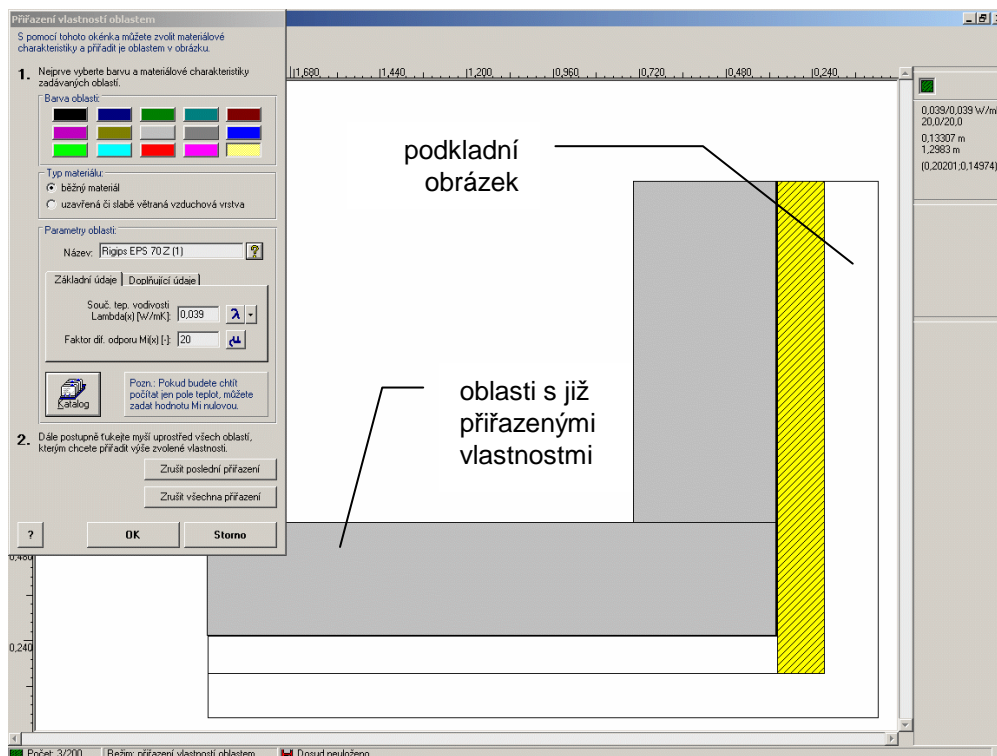 Přiřazení vlastností oblastem
S pomocí tohoto okénka můžete zvolit materiálové
charakteristiky a přiřadit je oblastem v obrázku.
1. Nejprve vyberte barvu a materiálové charakteristiky
zadávaných oblastí.
Barva oblasti:
Typ materiálu:
běžný materiál
uzavřená či slabě větraná vzduchová vrstva
Parametry oblasti:
Název: Rigips EPS 70 Z (1)
Základní údaje Doplňující údaje
Souč. tep. vodivosti
Lambda(x) [W/mK]: 0,039 λ
Faktor dif. odporu Mi(x) [-]: 20 μ
Katalog
Pozn.: Pokud budete chtít
počítat jen pole teplot, můžete
zadat hodnotu Mi nulovou.
2. Dále postupně ťukejte myší uprostřed všech oblastí,
kterým chcete přiřadit výše zvolené vlastnosti.
Zrušit poslední přiřazení
Zrušit všechna přiřazení
? OK Storno
1,680 1,440 1,200 0,960 0,720 0,480 0,240
podkladní
obrázek
oblasti s již
přiřazenými
vlastnostmi
0,039/0,039 W/m
20,0/20,0
0,13307 m
1,2983 m
(0,20201;0,14974)
0,480
0,240
Počet: 3/200 Režim: přiřazení vlastností oblastem Dosud neuloženo